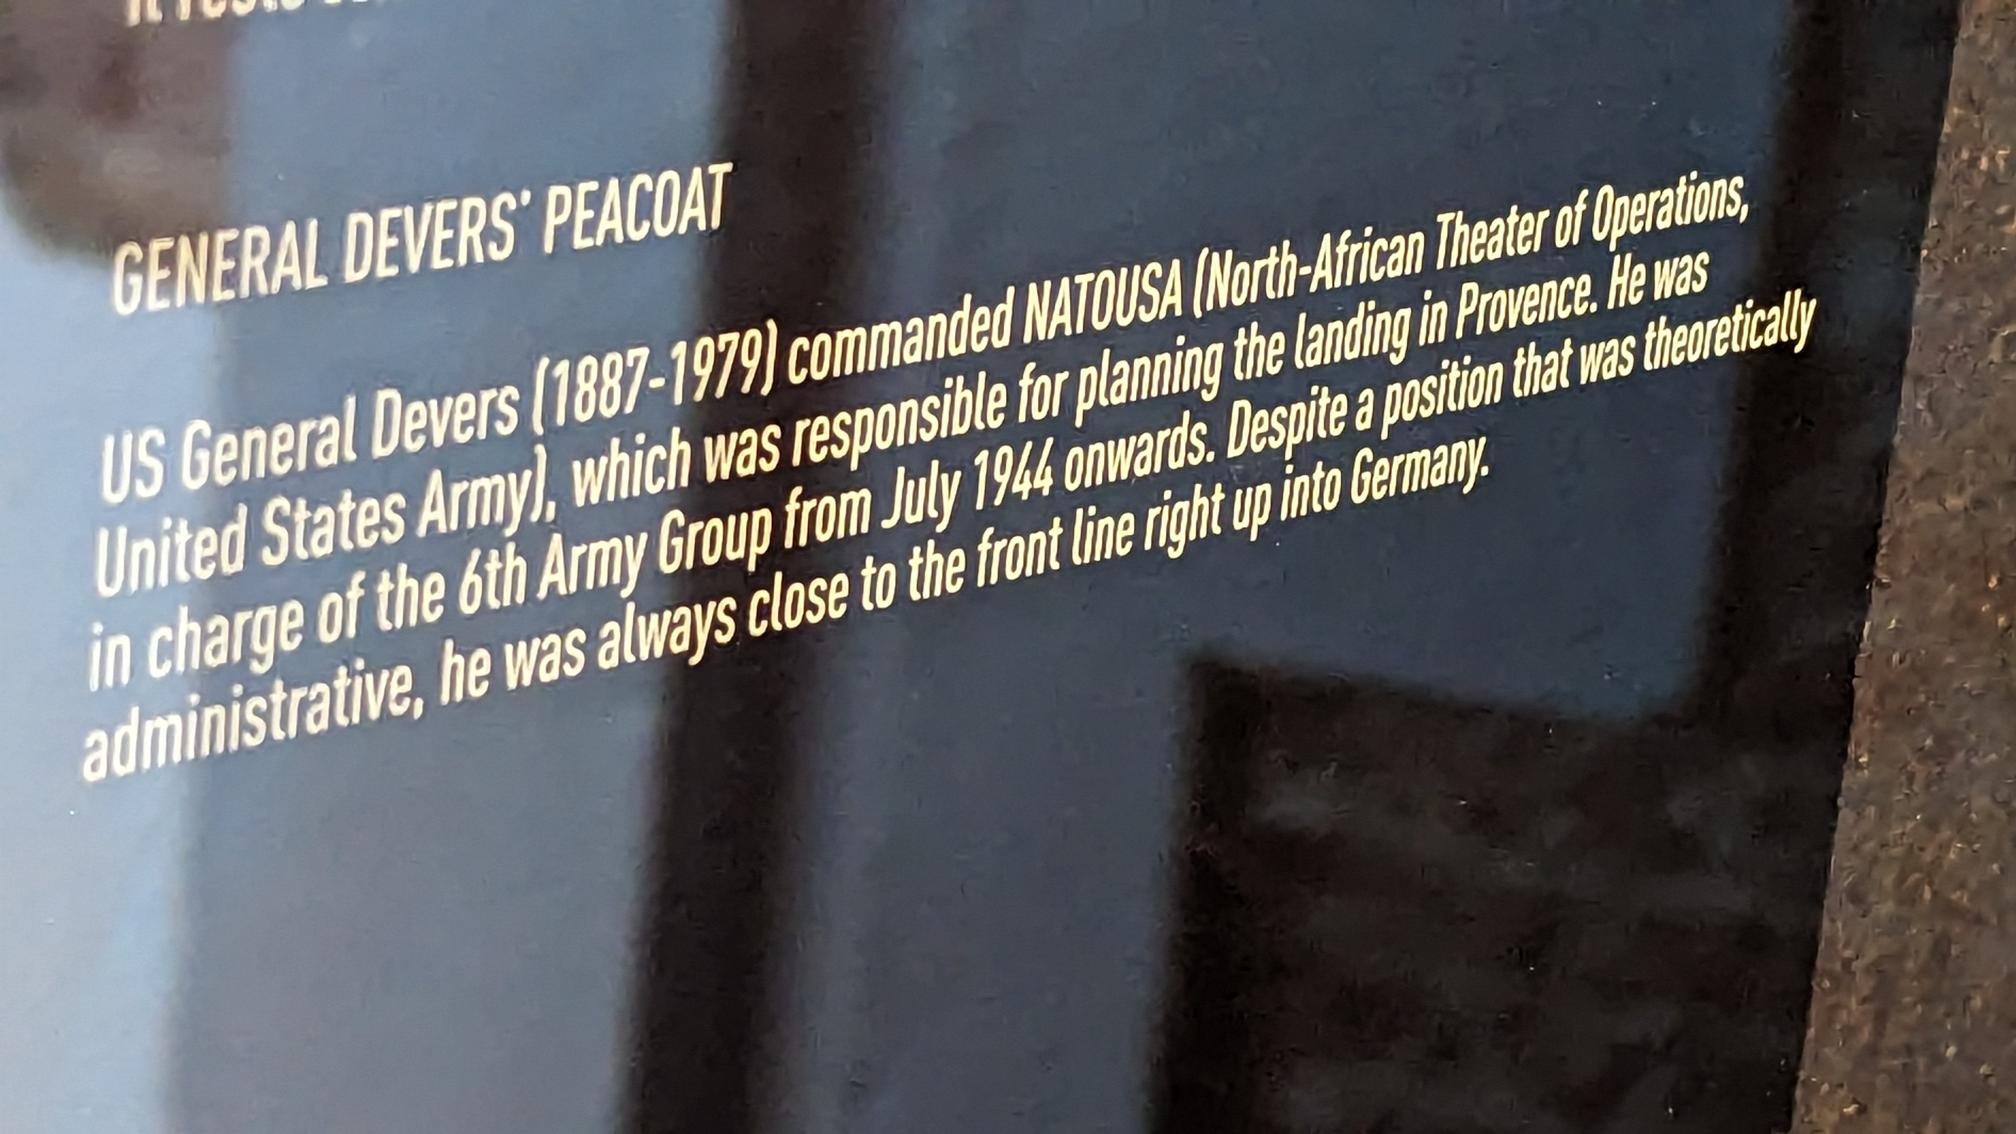 GENERAL DEVERS' PEACOAT
US General Devers (1887-1979) commanded NATOUSA (North-African Theater of Operations,
United States Army), which was responsible for planning the landing in Provence. He was
in charge of the 6th Army Group from July 1944 onwards. Despite a position that was theoretically
administrative, he was always close to the front line right up into Germany.